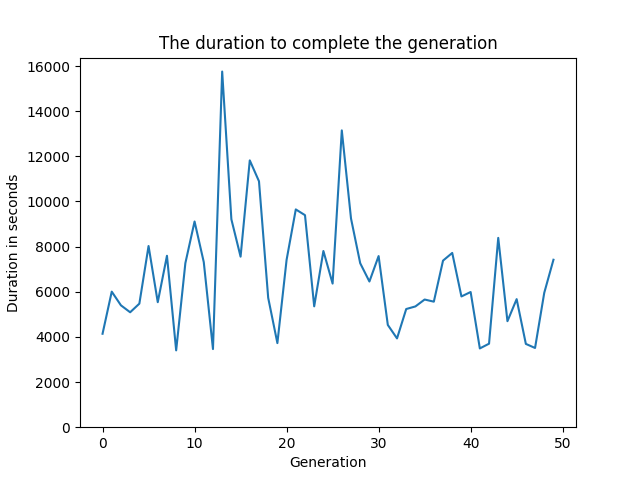 The duration to complete the generation
Duration in seconds
16000
14000
12000
10000
8000
6000
4000
2000
0
0 10 20 30 40 50
Generation